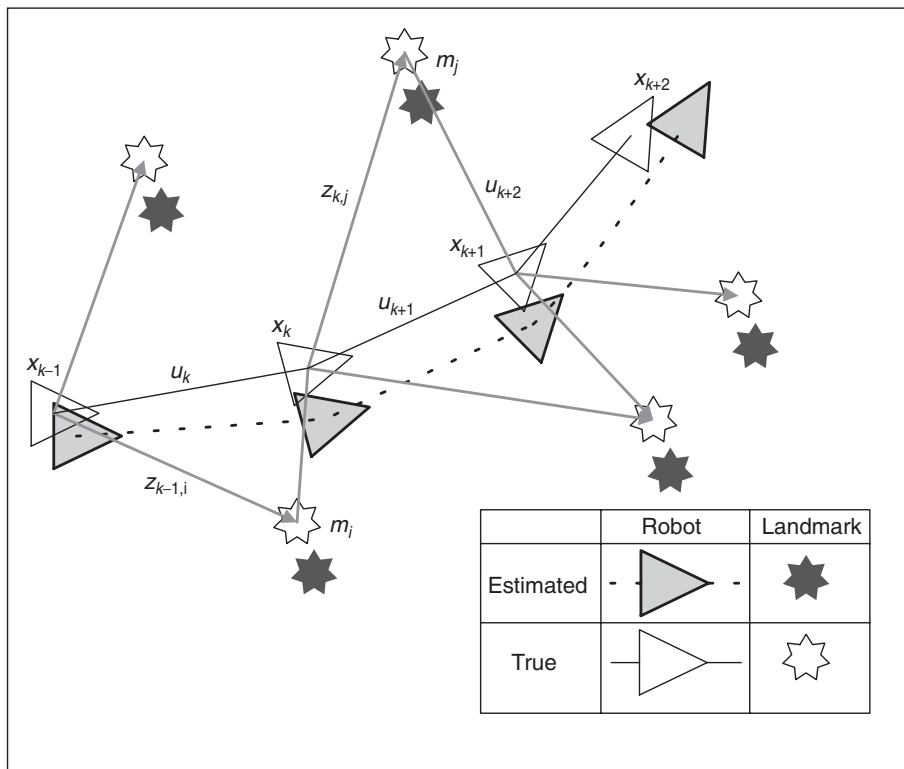 m_j
x_{k+2}
z_{k,j}
u_{k+2}
x_{k+1}
u_{k+1}
x_k
x_{k−1}
u_k
z_{k−1,i}
m_i
Robot Landmark
Estimated
True